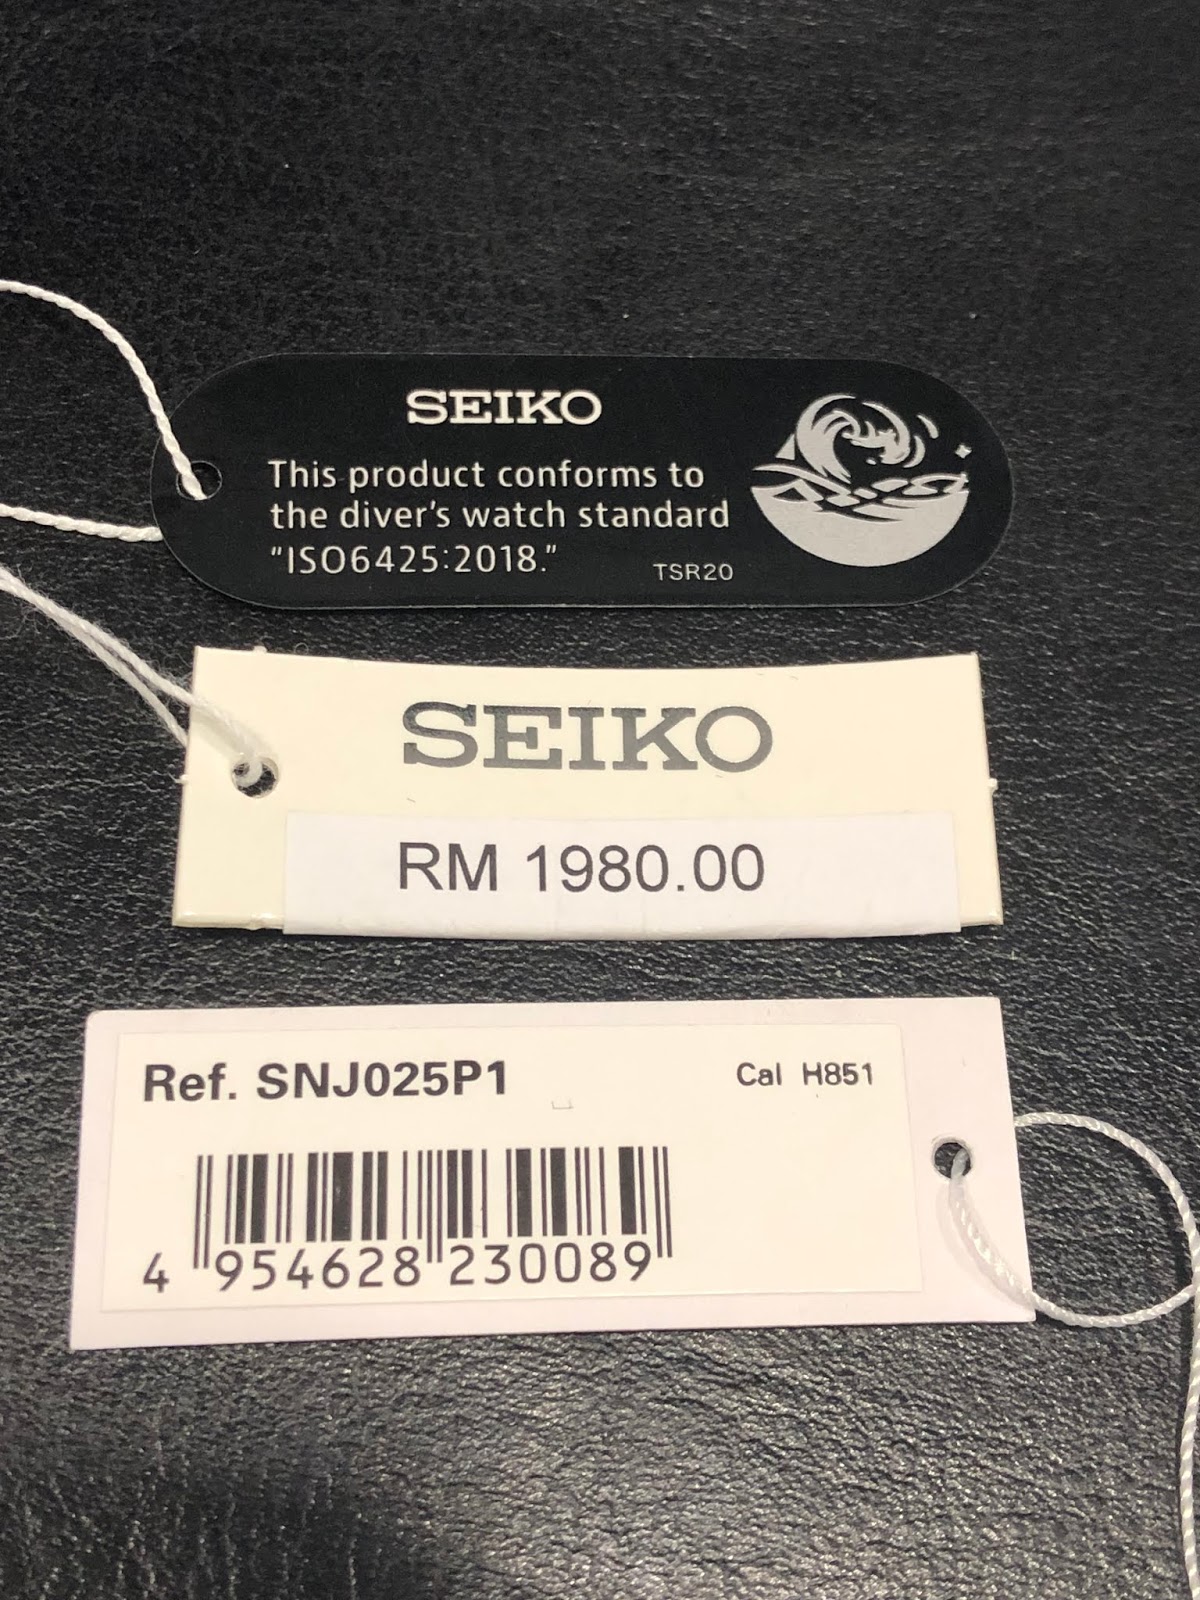 SEIKO
This product conforms to
the diver's watch standard
"ISO6425:2018."
TSR20
SEIKO
RM 1980.00
Ref. SNJ025P1
Cal H851
4 954628 230089